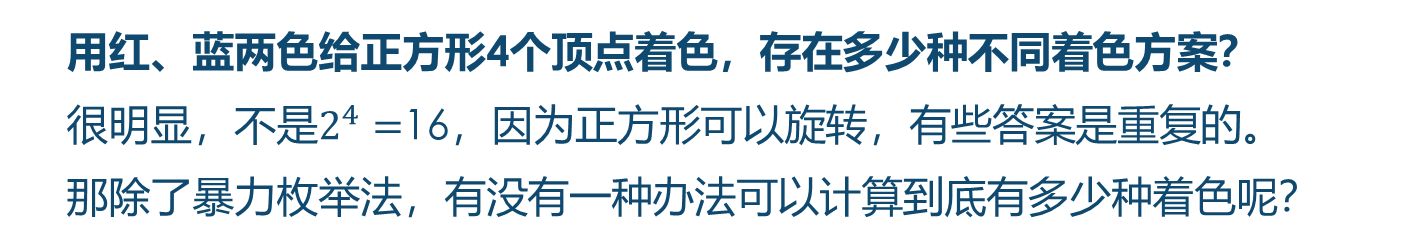 用红、蓝两色给正方形4个顶点着色，存在多少种不同着色方案？
很明显，不是2⁴ =16，因为正方形可以旋转，有些答案是重复的。
那除了暴力枚举法，有没有一种办法可以计算到底有多少种着色呢？